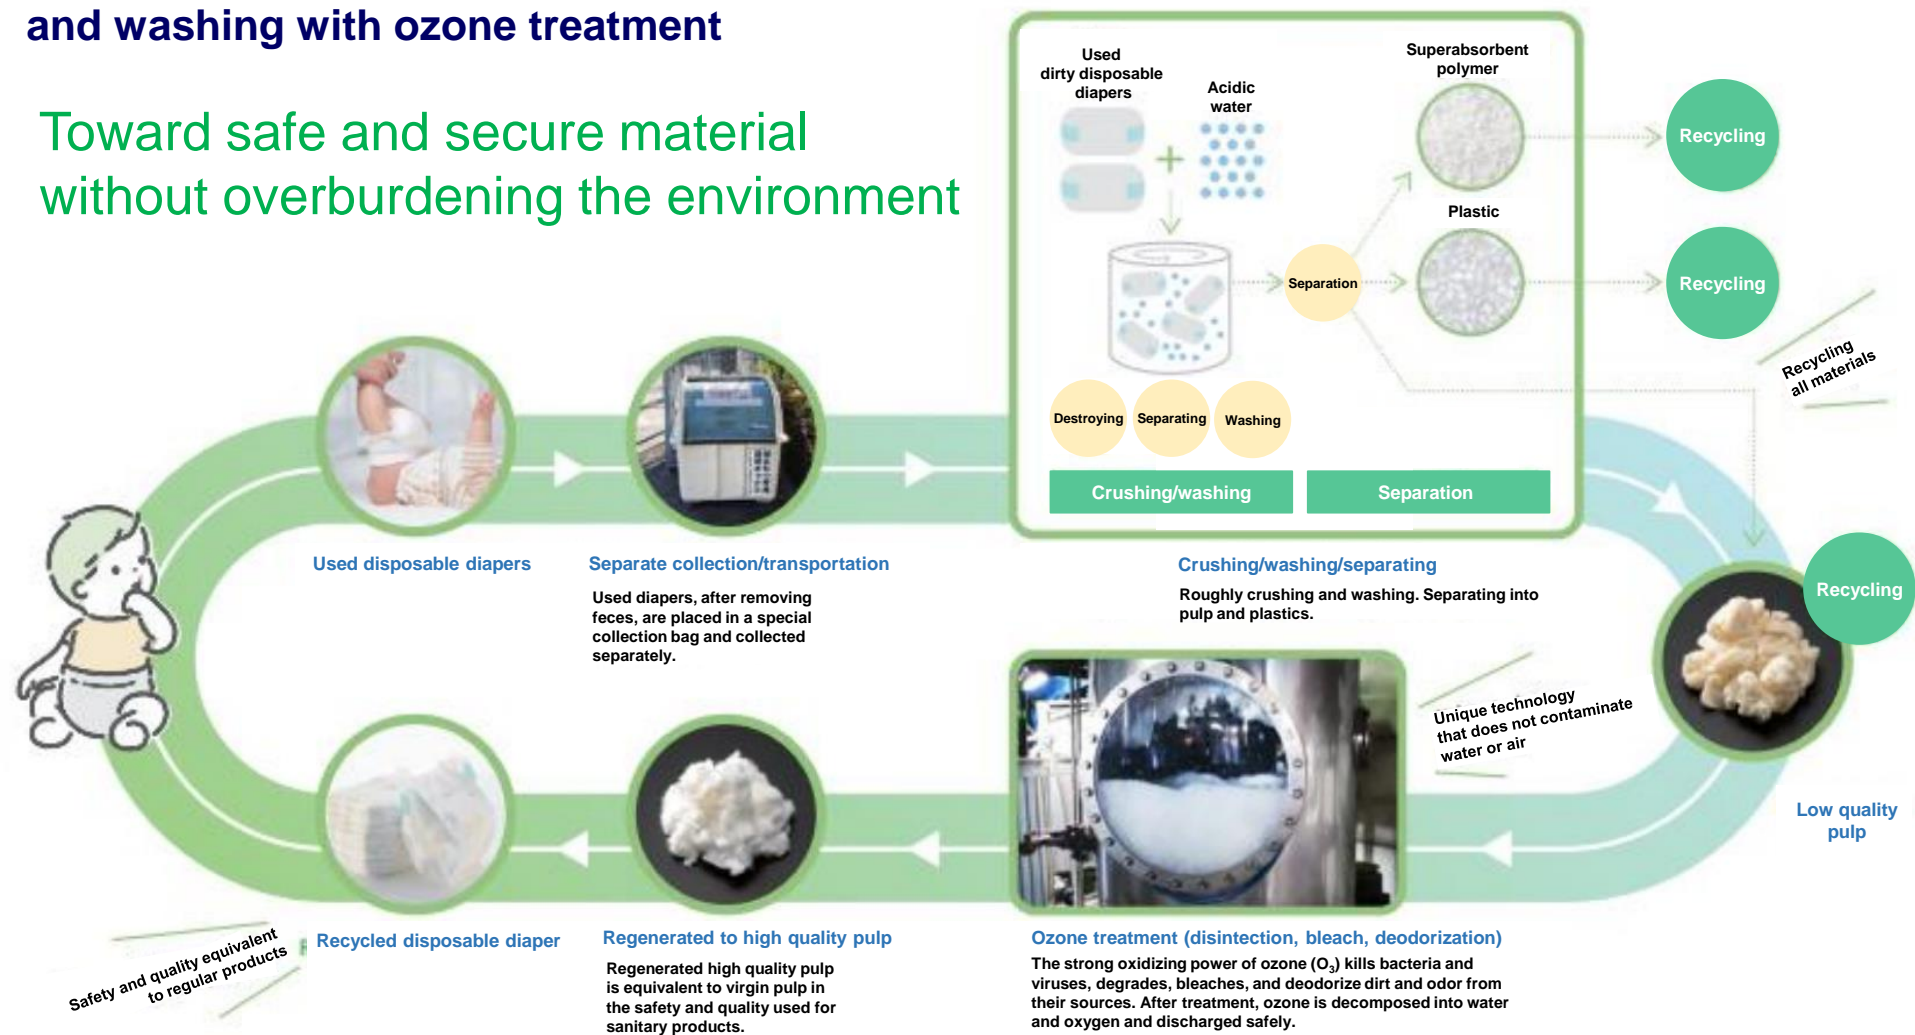 and washing with ozone treatment
Toward safe and secure material
without overburdening the environment
Used
dirty disposable
diapers
Acidic
water
Superabsorbent
polymer
Recycling
Plastic
Separation
Recycling
Recycling
all materials
Destroying
Separating
Washing
Crushing/washing
Separation
Used disposable diapers
Separate collection/transportation
Used diapers, after removing
feces, are placed in a special
collection bag and collected
separately.
Crushing/washing/separating
Roughly crushing and washing. Separating into
pulp and plastics.
Recycling
Unique technology
that does not contaminate
water or air
Low quality
pulp
Safety and quality equivalent
to regular products
Recycled disposable diaper
Regenerated to high quality pulp
Regenerated high quality pulp
is equivalent to virgin pulp in
the safety and quality used for
sanitary products.
Ozone treatment (disintection, bleach, deodorization)
The strong oxidizing power of ozone (O₃) kills bacteria and
viruses, degrades, bleaches, and deodorize dirt and odor from
their sources. After treatment, ozone is decomposed into water
and oxygen and discharged safely.